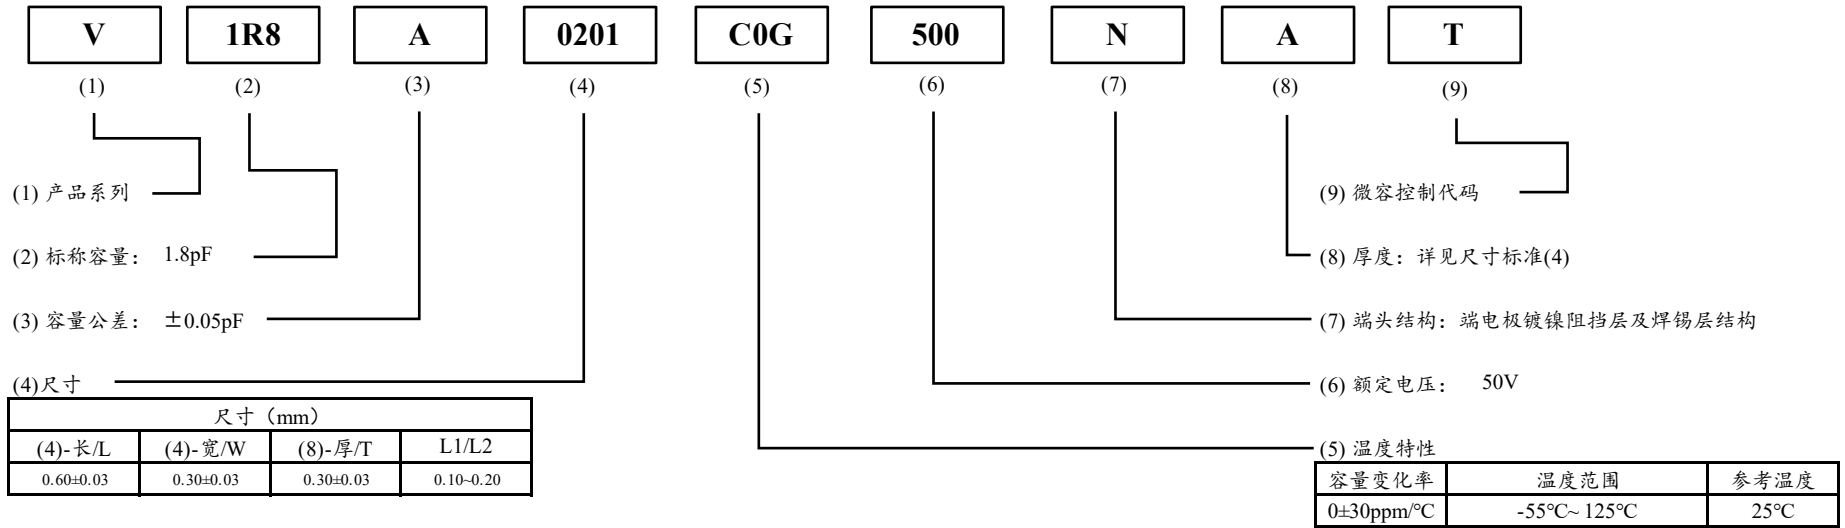 V 1R8 A 0201 C0G 500 N A T
(1) (2) (3) (4) (5) (6) (7) (8) (9)
(1) 产品系列
(9) 微容控制代码
(2) 标称容量： 1.8pF
(8) 厚度：详见尺寸标准(4)
(3) 容量公差： ±0.05pF
(7) 端头结构：端电极镀镍阻挡层及焊锡层结构
(4)尺寸
(6) 额定电压： 50V
尺寸（mm）
(4)-长/L (4)-宽/W (8)-厚/T L1/L2
0.60±0.03 0.30±0.03 0.30±0.03 0.10~0.20
(5) 温度特性
容量变化率 温度范围 参考温度
0±30ppm/°C -55°C~ 125°C 25°C